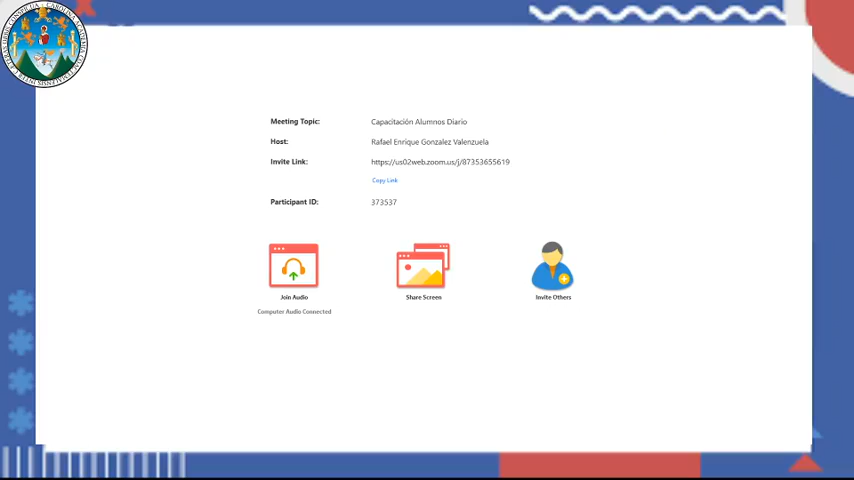 Meeting Topic: Capacitación Alumnos Diario
Host: Rafael Enrique Gonzalez Valenzuela
Invite Link: https://us02web.zoom.us/j/87353655619
Copy Link
Participant ID: 373537
Join Audio Share Screen Invite Others
Computer Audio Connected